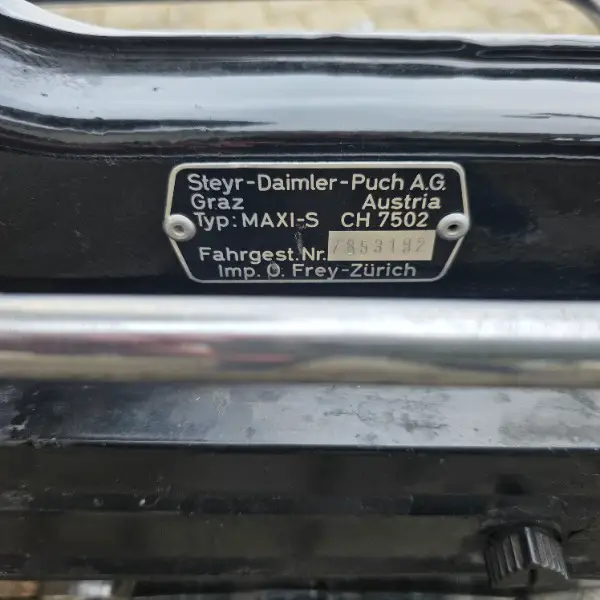 Steyr-Daimler-Puch A.G.
Graz Austria
Typ: MAXI-S CH 7502
Fahrgest.Nr. 7853192
Imp. O. Frey-Zürich